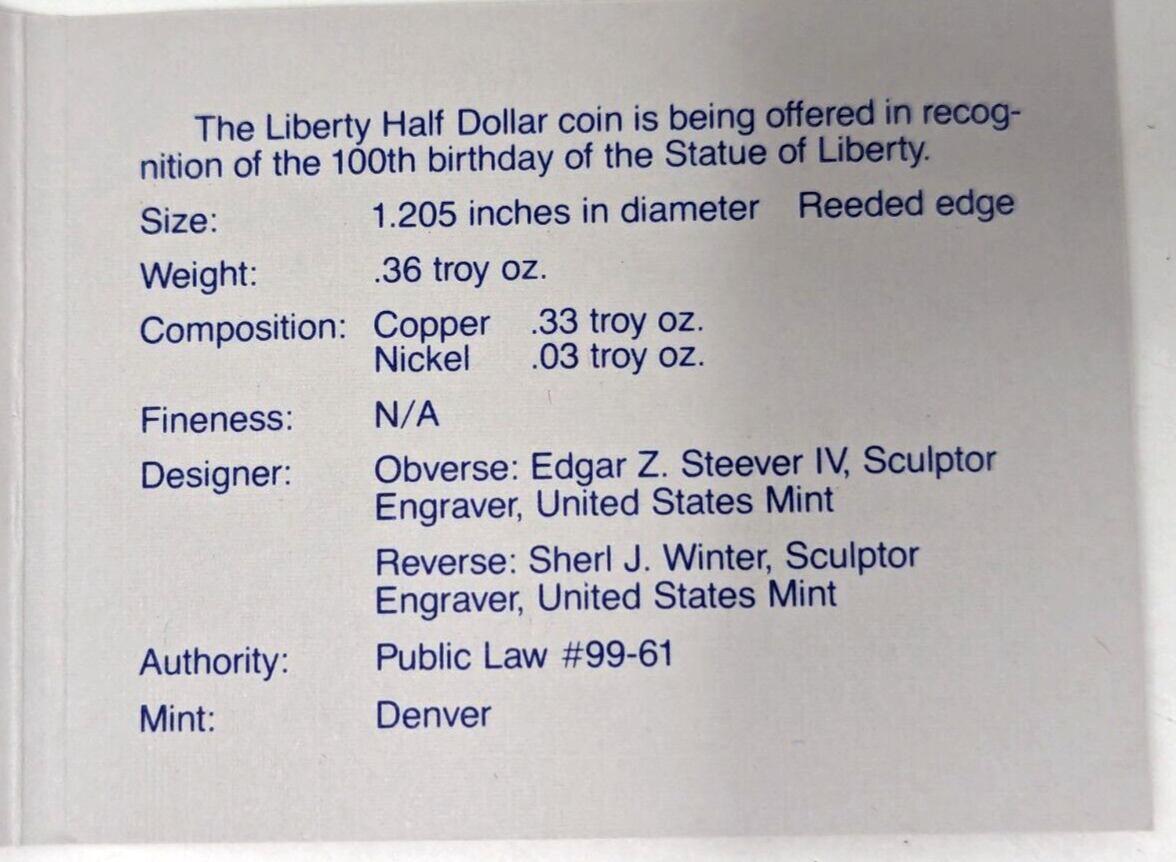 The Liberty Half Dollar coin is being offered in recog-
nition of the 100th birthday of the Statue of Liberty.
Size: 1.205 inches in diameter Reeded edge
Weight: .36 troy oz.
Composition: Copper .33 troy oz.
Nickel .03 troy oz.
Fineness: N/A
Designer: Obverse: Edgar Z. Steever IV, Sculptor
Engraver, United States Mint
Reverse: Sherl J. Winter, Sculptor
Engraver, United States Mint
Authority: Public Law #99-61
Mint: Denver